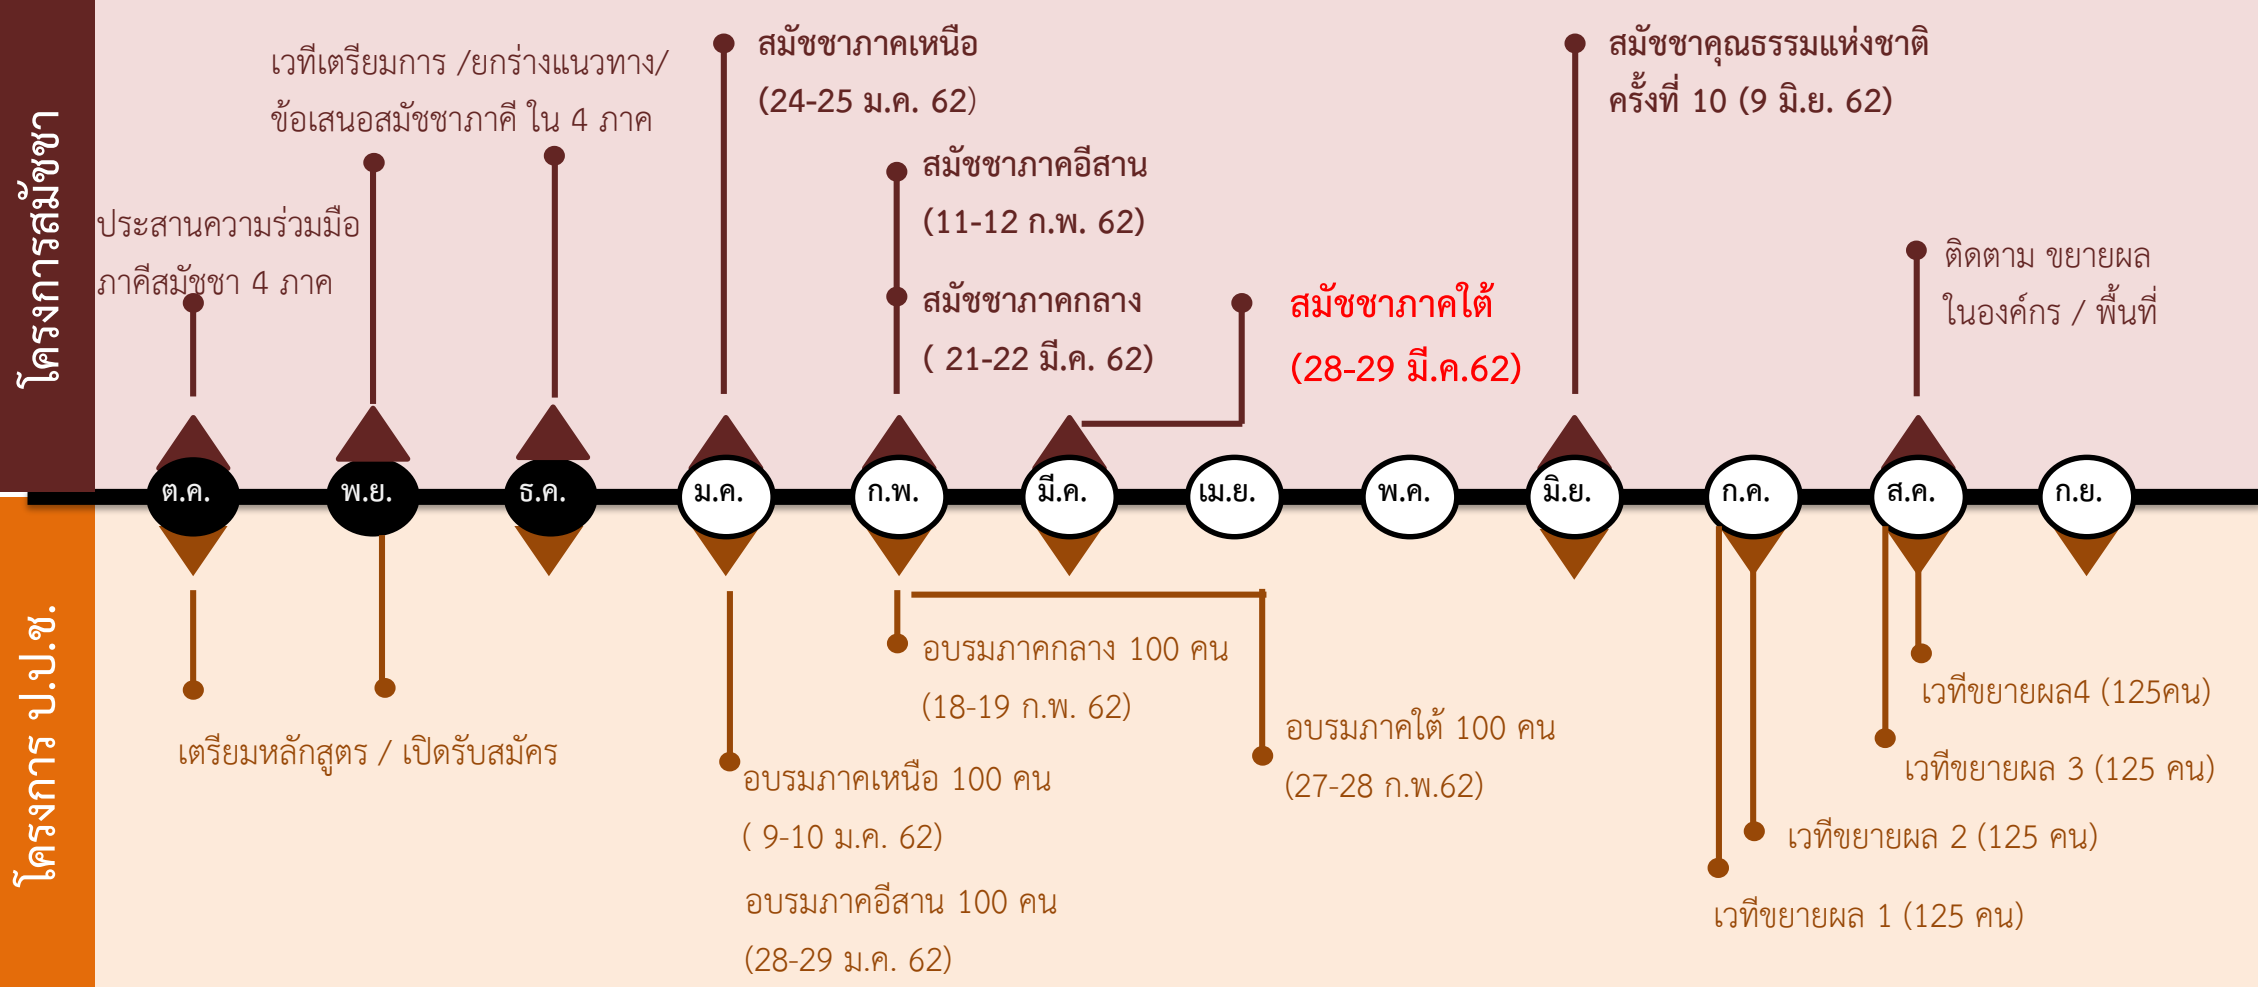 โครงการสมัชชา
เวทีเตรียมการ /ยกร่างแนวทาง/
ข้อเสนอสมัชชาภาคี ใน 4 ภาค
ประสานความร่วมมือ
ภาคีสมัชชา 4 ภาค
สมัชชาภาคเหนือ
(24-25 ม.ค. 62)
สมัชชาภาคอีสาน
(11-12 ก.พ. 62)
สมัชชาภาคกลาง
( 21-22 มี.ค. 62)
สมัชชาภาคใต้
(28-29 มี.ค.62)
สมัชชาคุณธรรมแห่งชาติ
ครั้งที่ 10 (9 มิ.ย. 62)
ติดตาม ขยายผล
ในองค์กร / พื้นที่
ต.ค.
พ.ย.
ธ.ค.
ม.ค.
ก.พ.
มี.ค.
เม.ย.
พ.ค.
มิ.ย.
ก.ค.
ส.ค.
ก.ย.
โครงการ ป.ป.ช.
เตรียมหลักสูตร / เปิดรับสมัคร
อบรมภาคเหนือ 100 คน
( 9-10 ม.ค. 62)
อบรมภาคอีสาน 100 คน
(28-29 ม.ค. 62)
อบรมภาคกลาง 100 คน
(18-19 ก.พ. 62)
อบรมภาคใต้ 100 คน
(27-28 ก.พ.62)
เวทีขยายผล4 (125คน)
เวทีขยายผล 3 (125 คน)
เวทีขยายผล 2 (125 คน)
เวทีขยายผล 1 (125 คน)